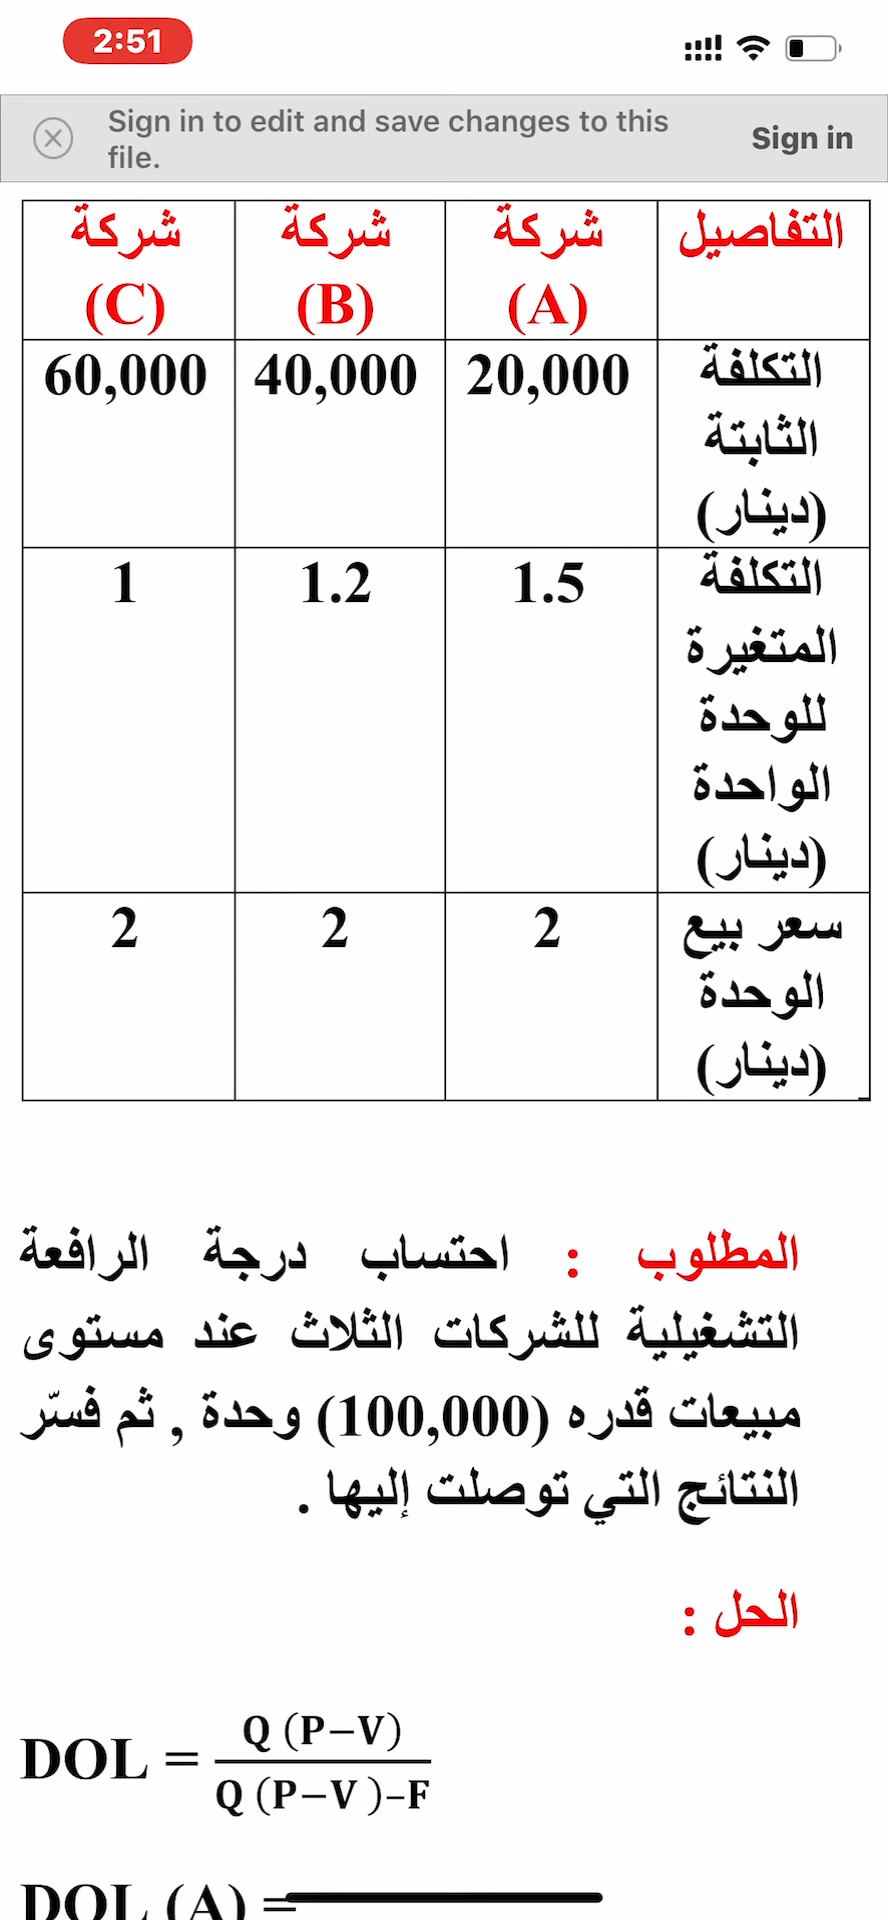 2:51
Sign in to edit and save changes to this
file.
Sign in
التفاصيل
شركة
(A)
شركة
(B)
شركة
(C)
التكلفة
الثابتة
(دينار)
20,000
40,000
60,000
التكلفة
المتغيرة
للوحدة
الواحدة
(دينار)
1.5
1.2
1
سعر بيع
الوحدة
(دينار)
2
2
2
المطلوب : احتساب درجة الرافعة
التشغيلية للشركات الثلاث عند مستوى
مبيعات قدره (100,000) وحدة , ثم فسّر
النتائج التي توصلت إليها .
الحل :
DOL = Q (P−V) / Q (P−V )−F
DOL (A) =